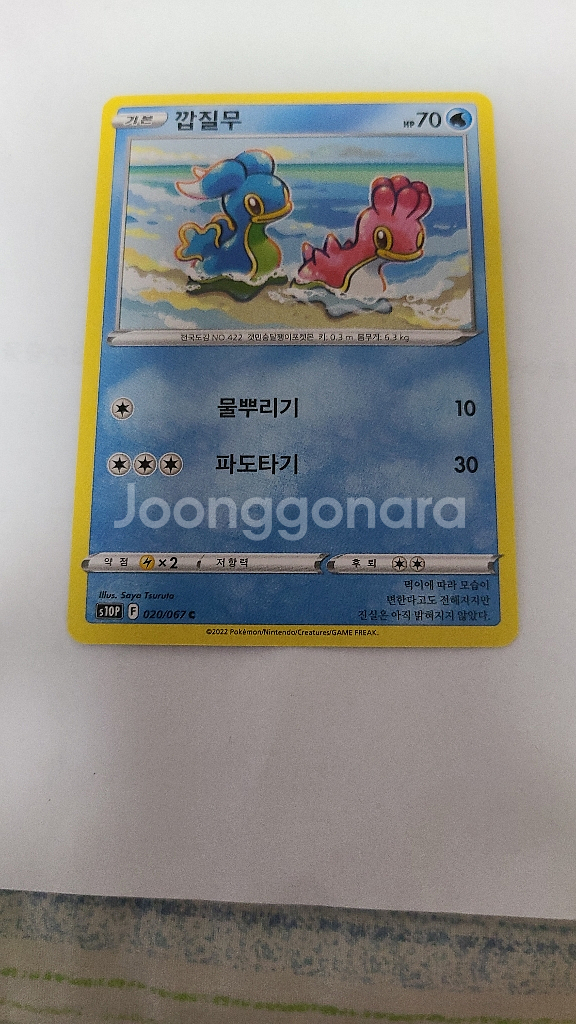 기본 깝질무 HP 70
전국도감 NO.422 갯민숭달팽이포켓몬 키: 0.3 m 몸무게: 6.3 kg
물뿌리기 10
파도타기 30
Joonggonara
약점 ×2 저항력 후퇴
먹이에 따라 모습이
변한다고도 전해지지만
진실은 아직 밝혀지지 않았다.
Illus. Saya Tsuruta
s10P F 020/067 C
©2022 Pokémon/Nintendo/Creatures/GAME FREAK.